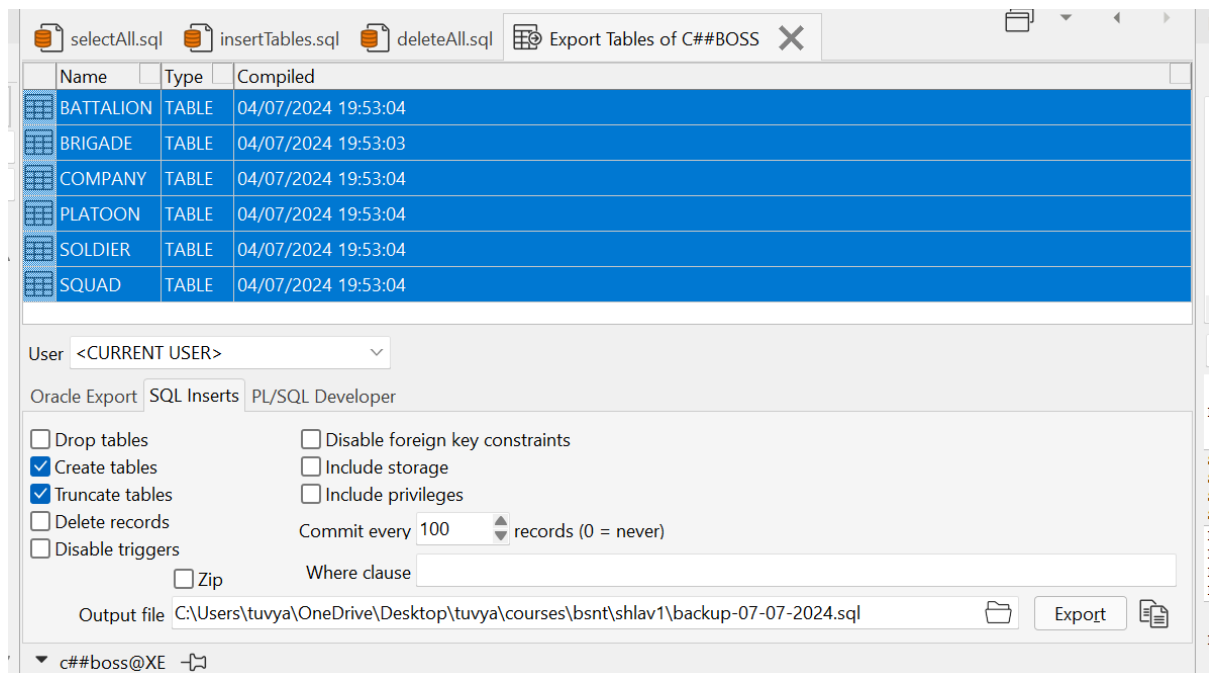 selectAll.sql insertTables.sql deleteAll.sql Export Tables of C##BOSS
Name Type Compiled
BATTALION TABLE 04/07/2024 19:53:04
BRIGADE TABLE 04/07/2024 19:53:03
COMPANY TABLE 04/07/2024 19:53:04
PLATOON TABLE 04/07/2024 19:53:04
SOLDIER TABLE 04/07/2024 19:53:04
SQUAD TABLE 04/07/2024 19:53:04
User <CURRENT USER>
Oracle Export SQL Inserts PL/SQL Developer
Drop tables Disable foreign key constraints
Create tables Include storage
Truncate tables Include privileges
Delete records
Commit every 100 records (0 = never)
Disable triggers
Zip Where clause
Output file C:\Users\tuvya\OneDrive\Desktop\tuvya\courses\bsnt\shlav1\backup-07-07-2024.sql Export
c##boss@XE